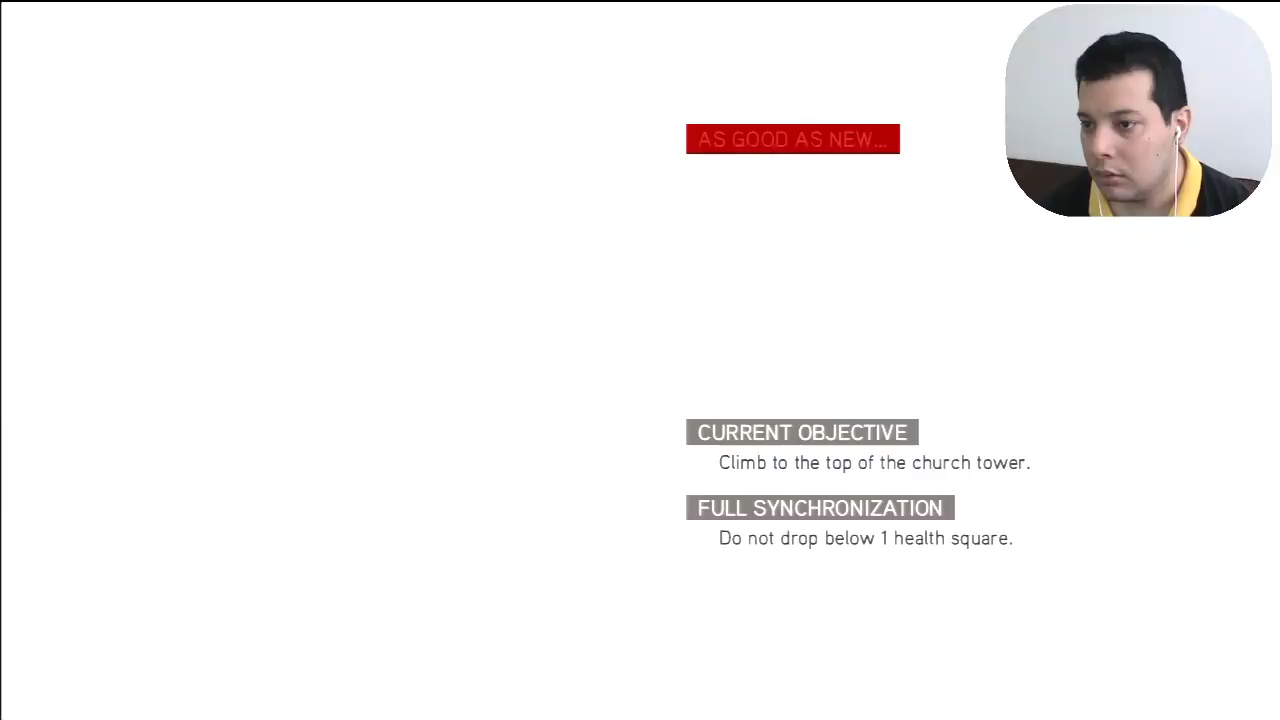 AS GOOD AS NEW...
CURRENT OBJECTIVE
Climb to the top of the church tower.
FULL SYNCHRONIZATION
Do not drop below 1 health square.